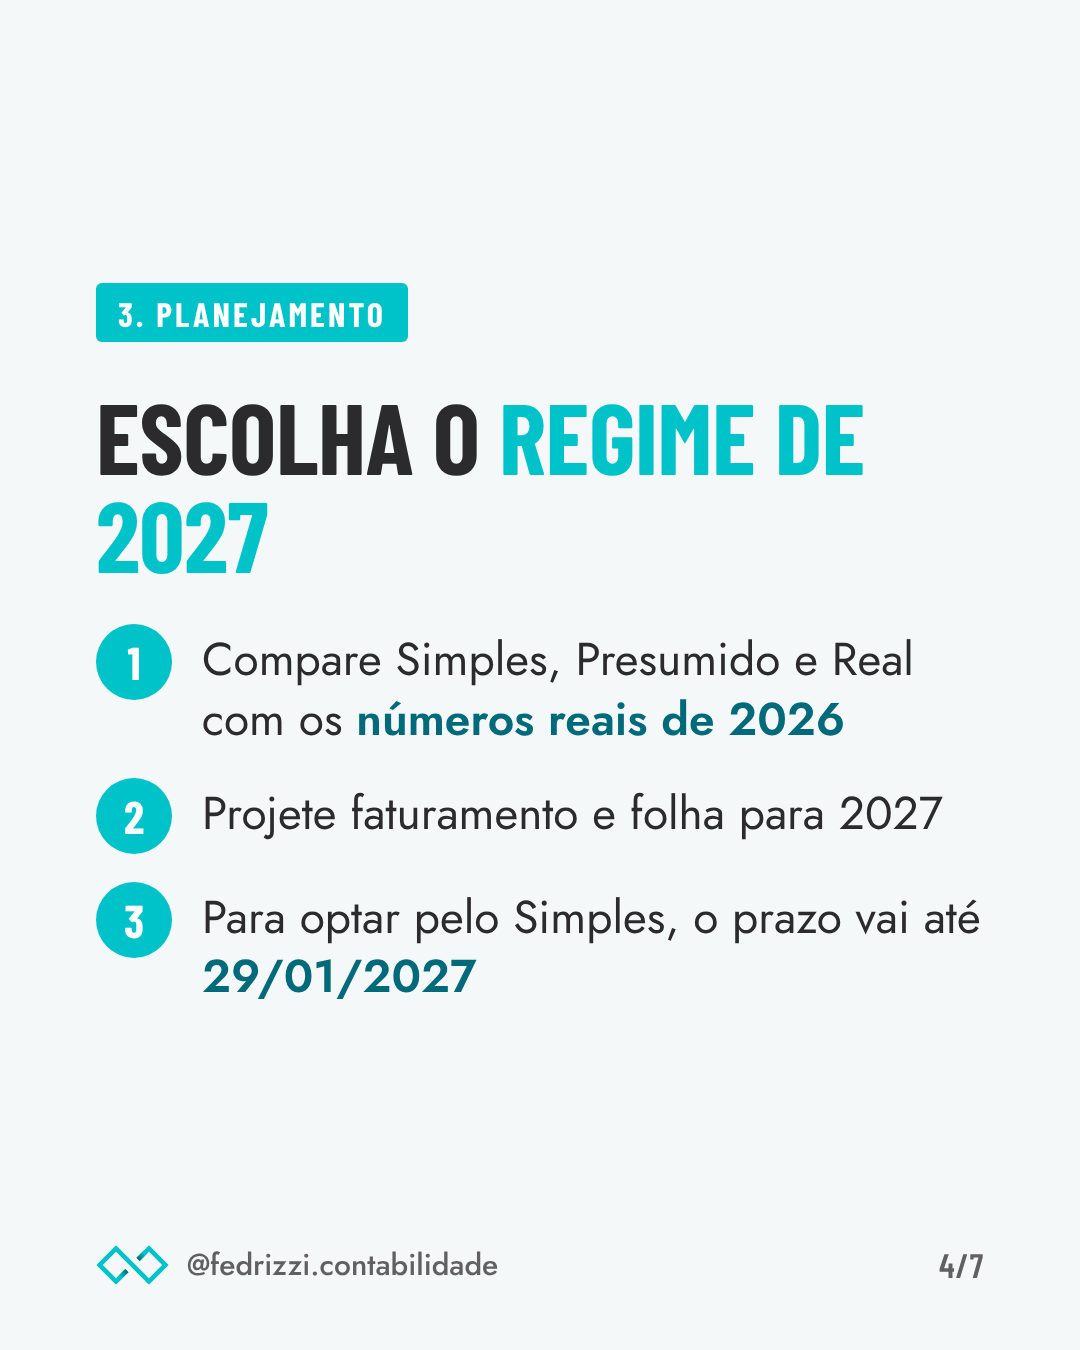 3. PLANEJAMENTO
ESCOLHA O REGIME DE
2027
1 Compare Simples, Presumido e Real
com os números reais de 2026
2 Projete faturamento e folha para 2027
3 Para optar pelo Simples, o prazo vai até
29/01/2027
@fedrizzi.contabilidade 4/7